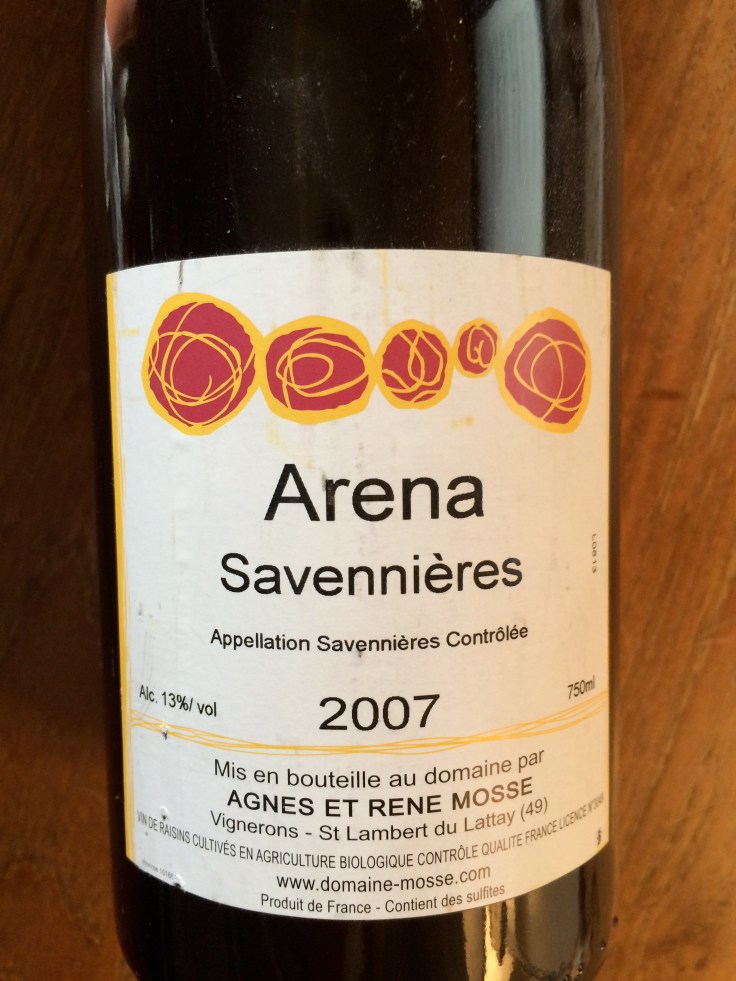 Arena
Savennières
L0813
Appellation Savennières Contrôlée
Alc. 13%/ vol
2007
750ml
Mis en bouteille au domaine par
AGNES ET RENE MOSSE
Vignerons - St Lambert du Lattay (49)
VIN DE RAISINS CULTIVÉS EN AGRICULTURE BIOLOGIQUE CONTRÔLE QUALITE FRANCE LICENCE
www.domaine-mosse.com
Produit de France - Contient des sulfites